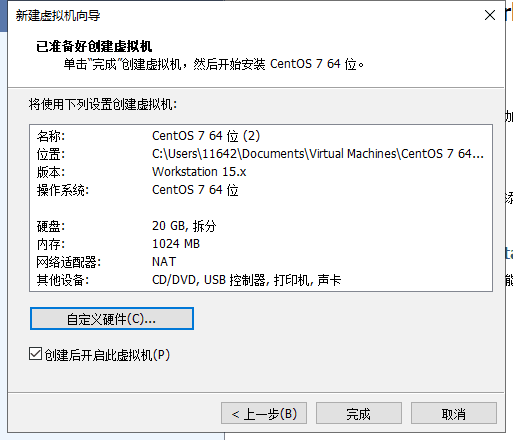 新建虚拟机向导
已准备好创建虚拟机
单击“完成”创建虚拟机，然后开始安装 CentOS 7 64 位。
将使用下列设置创建虚拟机:
名称: CentOS 7 64 位 (2)
位置: C:\Users\11642\Documents\Virtual Machines\CentOS 7 64...
版本: Workstation 15.x
操作系统: CentOS 7 64 位
硬盘: 20 GB, 拆分
内存: 1024 MB
网络适配器: NAT
其他设备: CD/DVD, USB 控制器, 打印机, 声卡
自定义硬件(C)...
创建后开启此虚拟机(P)
< 上一步(B) 完成 取消